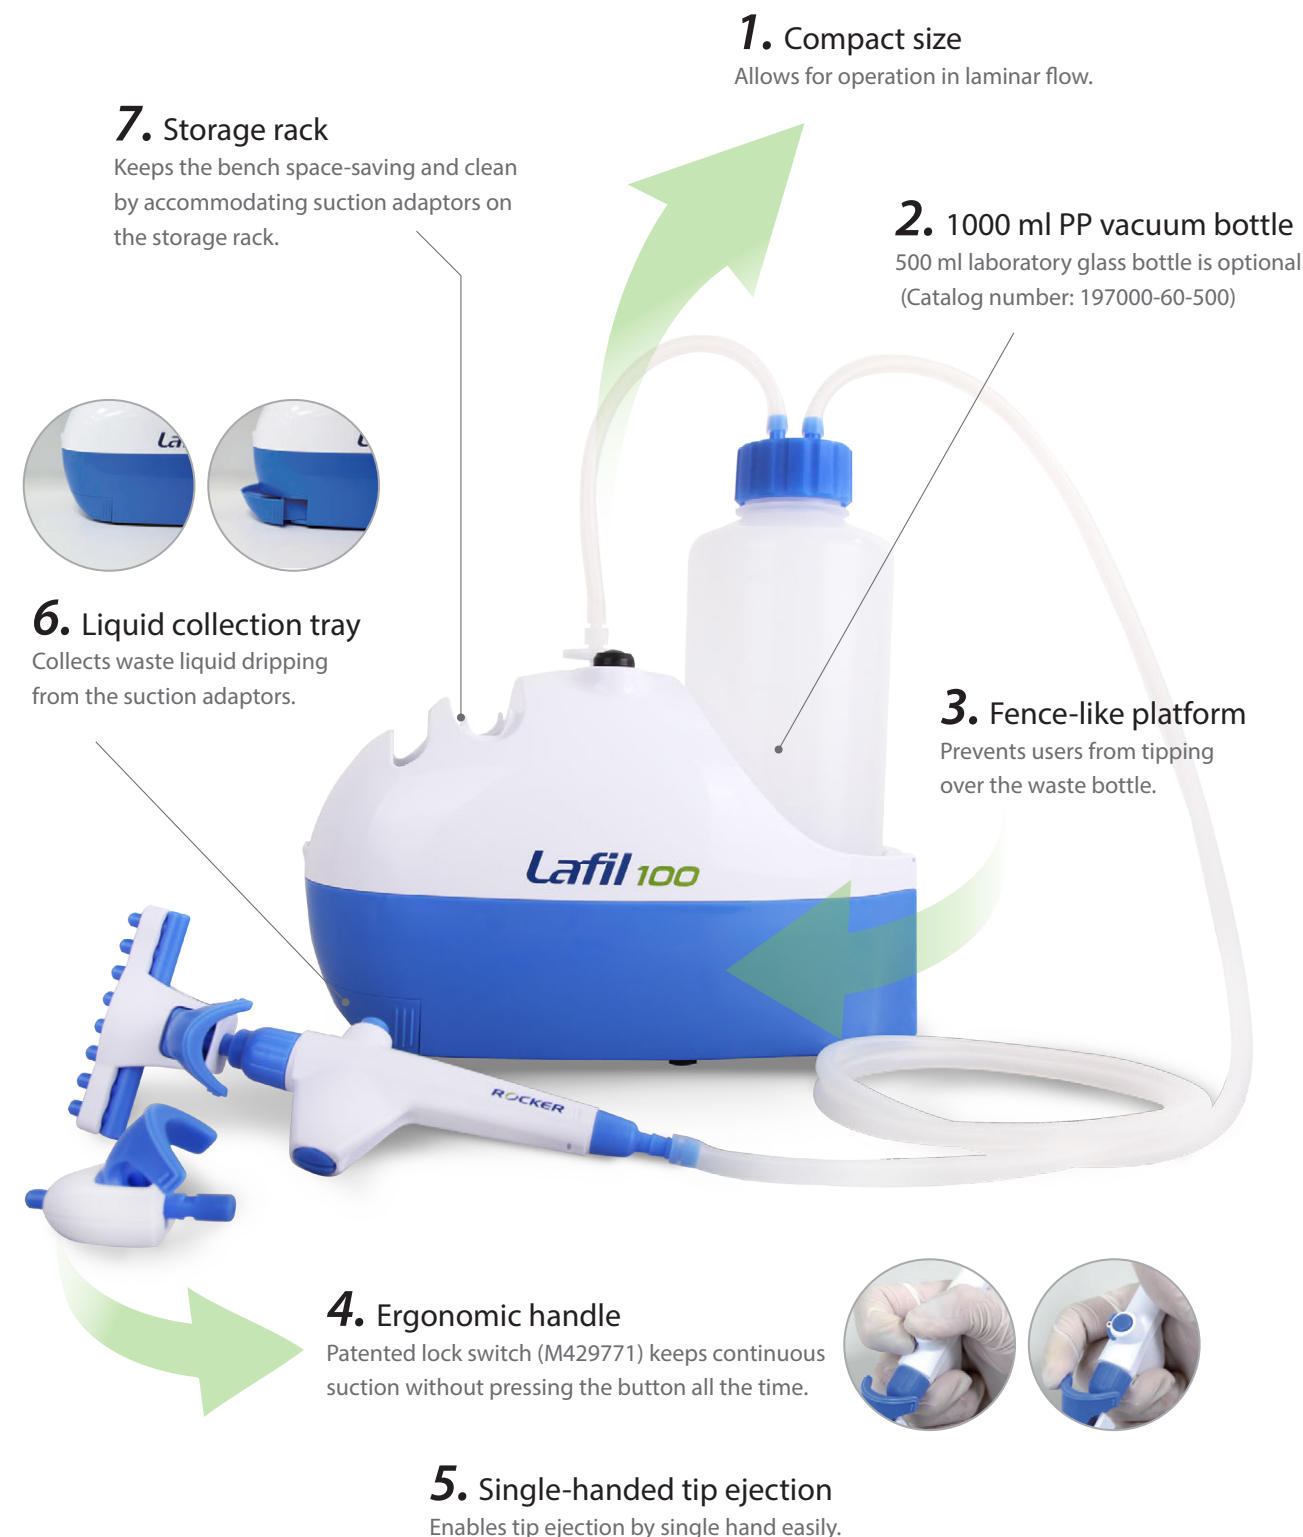 1. Compact size
Allows for operation in laminar flow.
7. Storage rack
Keeps the bench space-saving and clean
by accommodating suction adaptors on
the storage rack.
2. 1000 ml PP vacuum bottle
500 ml laboratory glass bottle is optional
(Catalog number: 197000-60-500)
La
L
6. Liquid collection tray
Collects waste liquid dripping
from the suction adaptors.
3. Fence-like platform
Prevents users from tipping
over the waste bottle.
Lafil 100
ROCKER
4. Ergonomic handle
Patented lock switch (M429771) keeps continuous
suction without pressing the button all the time.
5. Single-handed tip ejection
Enables tip ejection by single hand easily.